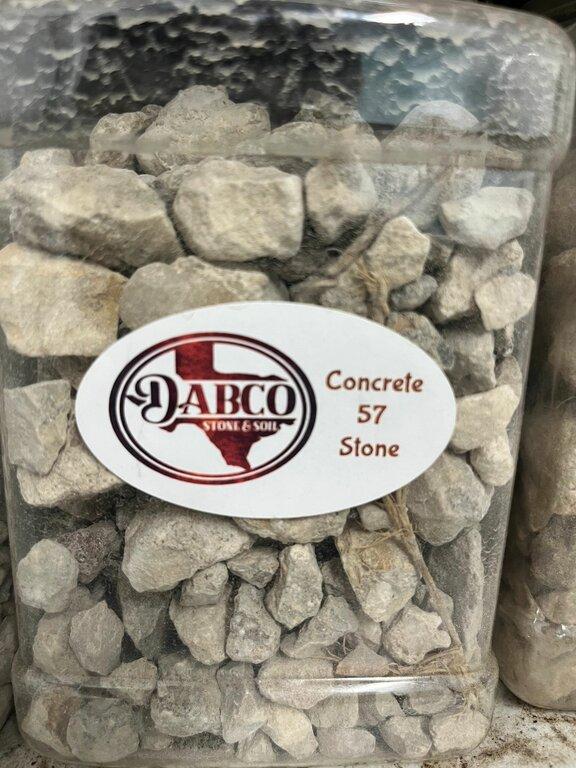 DABCO
STONE & SOIL
Concrete
57
Stone